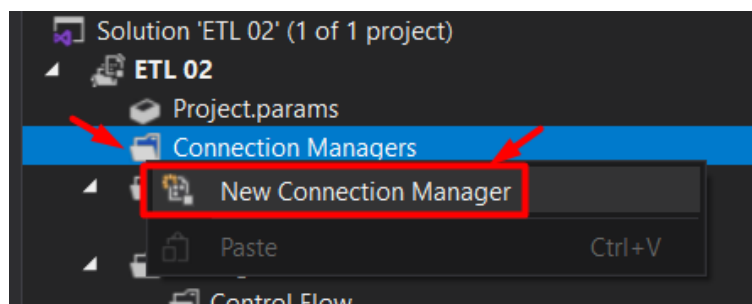 Solution 'ETL 02' (1 of 1 project)
ETL 02
Project.params
Connection Managers
New Connection Manager
Paste Ctrl+V
Control Flow